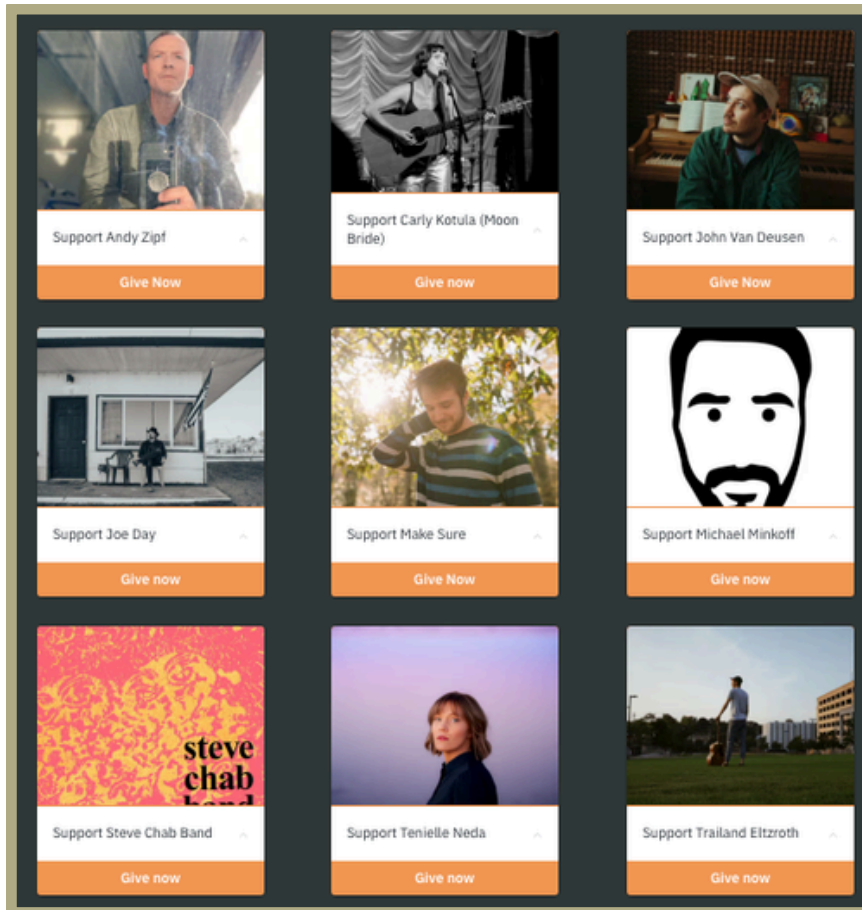 Support Andy Zipf
Give Now
Support Carly Kotula (Moon
Bride)
Give now
Support John Van Deusen
Give Now
Support Joe Day
Give now
Support Make Sure
Give Now
Support Michael Minkoff
Give now
steve
chab
band
Support Steve Chab Band
Give now
Support Tenielle Neda
Give now
Support Trailand Eltzroth
Give now